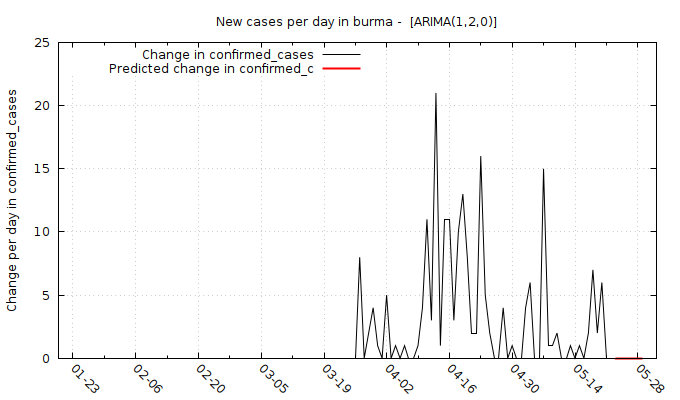 New cases per day in burma -  [ARIMA(1,2,0)]
Change in confirmed_cases
Predicted change in confirmed_c
Change per day in confirmed_cases
25
20
15
10
5
0
01-23 02-06 02-20 03-05 03-19 04-02 04-16 04-30 05-14 05-28